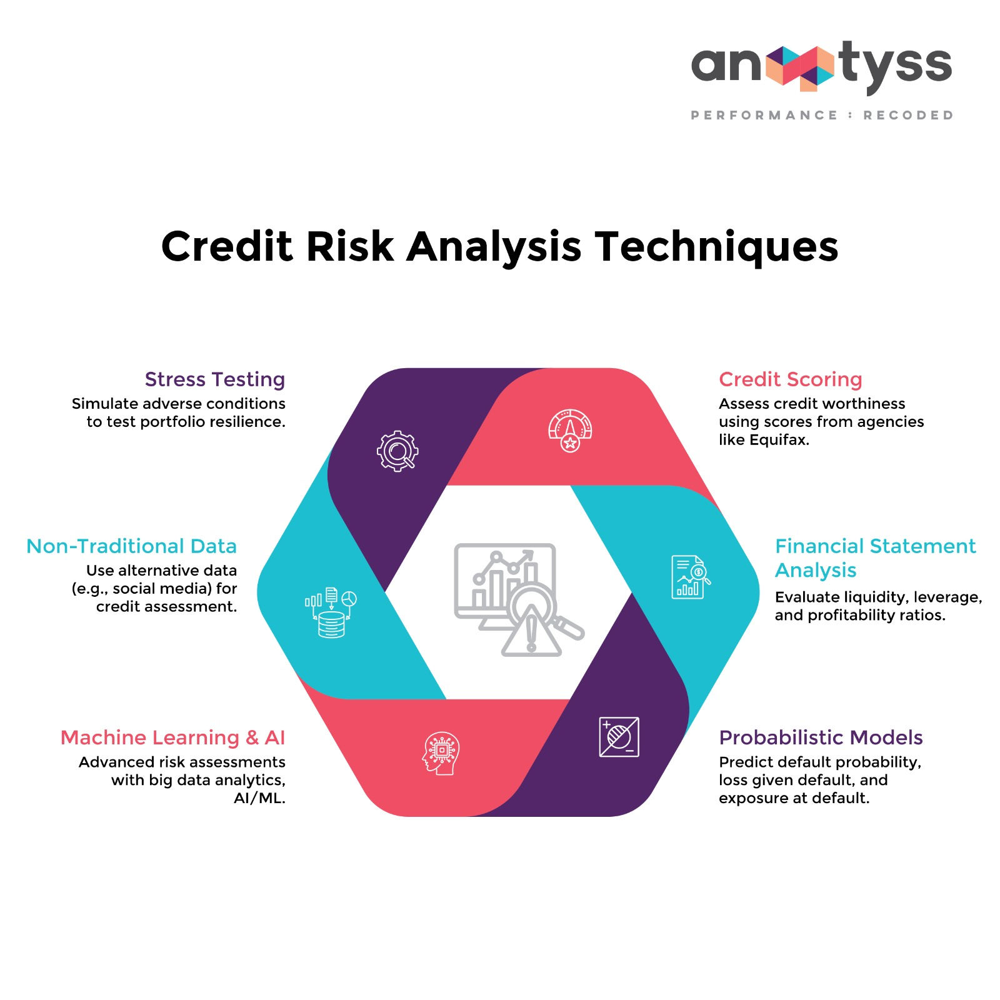 an tyss
PERFORMANCE : RECODED
Credit Risk Analysis Techniques
Stress Testing
Simulate adverse conditions
to test portfolio resilience.
Credit Scoring
Assess credit worthiness
using scores from agencies
like Equifax.
Non-Traditional Data
Use alternative data
(e.g., social media) for
credit assessment.
Financial Statement
Analysis
Evaluate liquidity, leverage,
and profitability ratios.
Machine Learning & AI
Advanced risk assessments
with big data analytics,
AI/ML.
Probabilistic Models
Predict default probability,
loss given default, and
exposure at default.